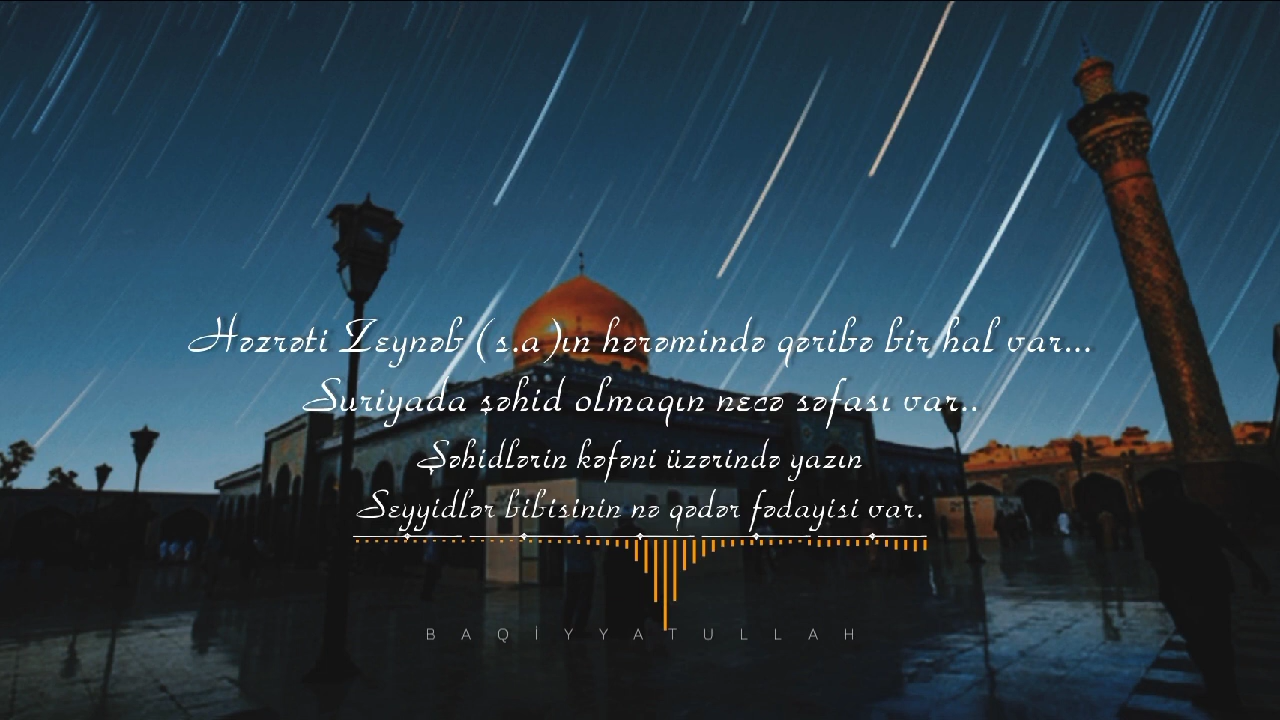 Həzrəti Zeynəb (s.a)ın hərəmində qəribə bir hal var...
Suriyada şəhid olmaqın necə səfası var..
Şəhidlərin kəfəni üzərində yazın
Seyyidlər bibisinin nə qədər fədayisi var.
BAQİYYATULLAH